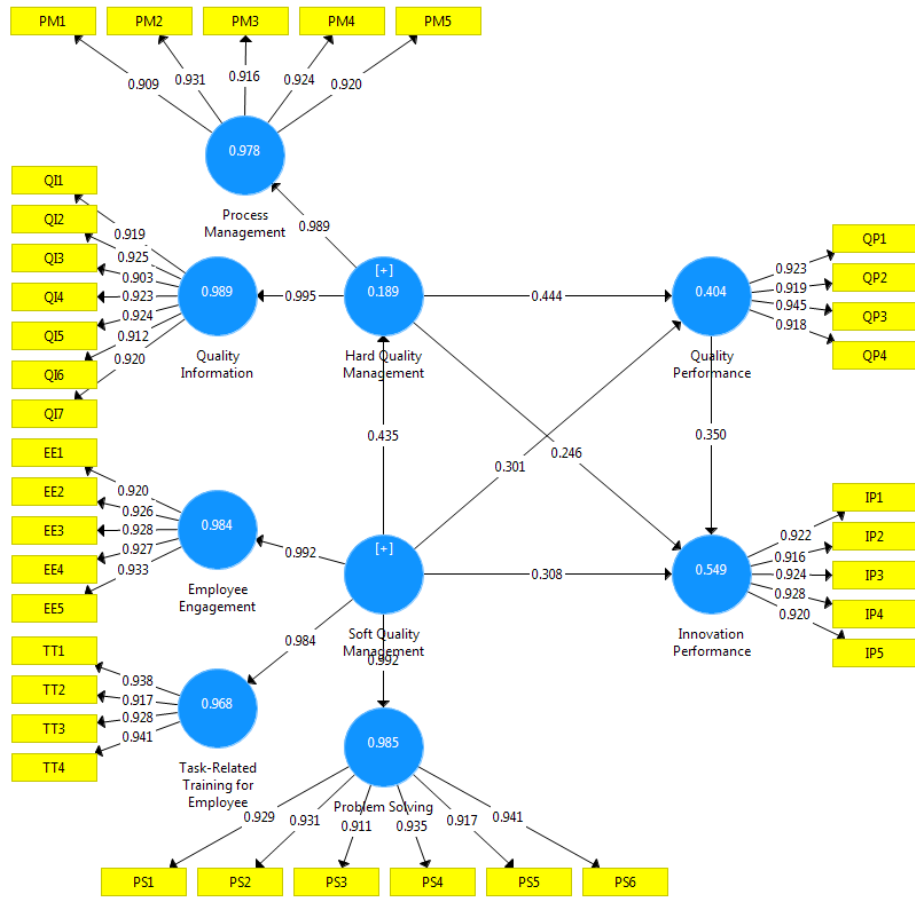 PM1 PM2 PM3 PM4 PM5
0.909 0.931 0.916 0.924 0.920
0.978
Process
Management
0.989
QI1
QI2
QI3
QI4
QI5
QI6
QI7
0.919
0.925
0.903
0.923
0.924
0.912
0.920
0.989
Quality
Information
0.995
[+]
0.189
Hard Quality
Management
0.444
0.404
Quality
Performance
0.923
0.919
0.945
0.918
QP1
QP2
QP3
QP4
0.435
0.301
0.246
0.350
EE1
EE2
EE3
EE4
EE5
0.920
0.926
0.928
0.927
0.933
0.984
Employee
Engagement
0.992
[+]
Soft Quality
Management
0.308
0.549
Innovation
Performance
0.922
0.916
0.924
0.928
0.920
IP1
IP2
IP3
IP4
IP5
0.984
0.992
TT1
TT2
TT3
TT4
0.938
0.917
0.928
0.941
0.968
Task-Related
Training for
Employee
0.985
Problem Solving
0.929 0.931 0.911 0.935 0.917 0.941
PS1 PS2 PS3 PS4 PS5 PS6